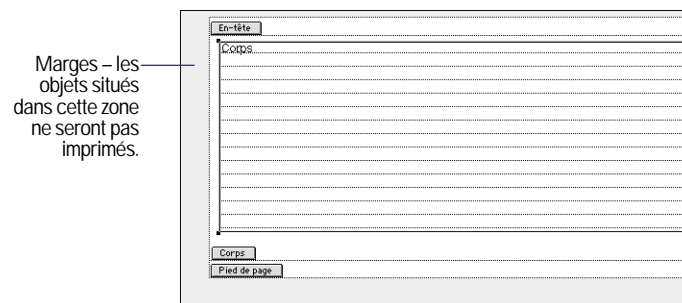 En-tête
Corps
Marges – les
objets situés
dans cette zone
ne seront pas
imprimés.
Corps
Pied de page